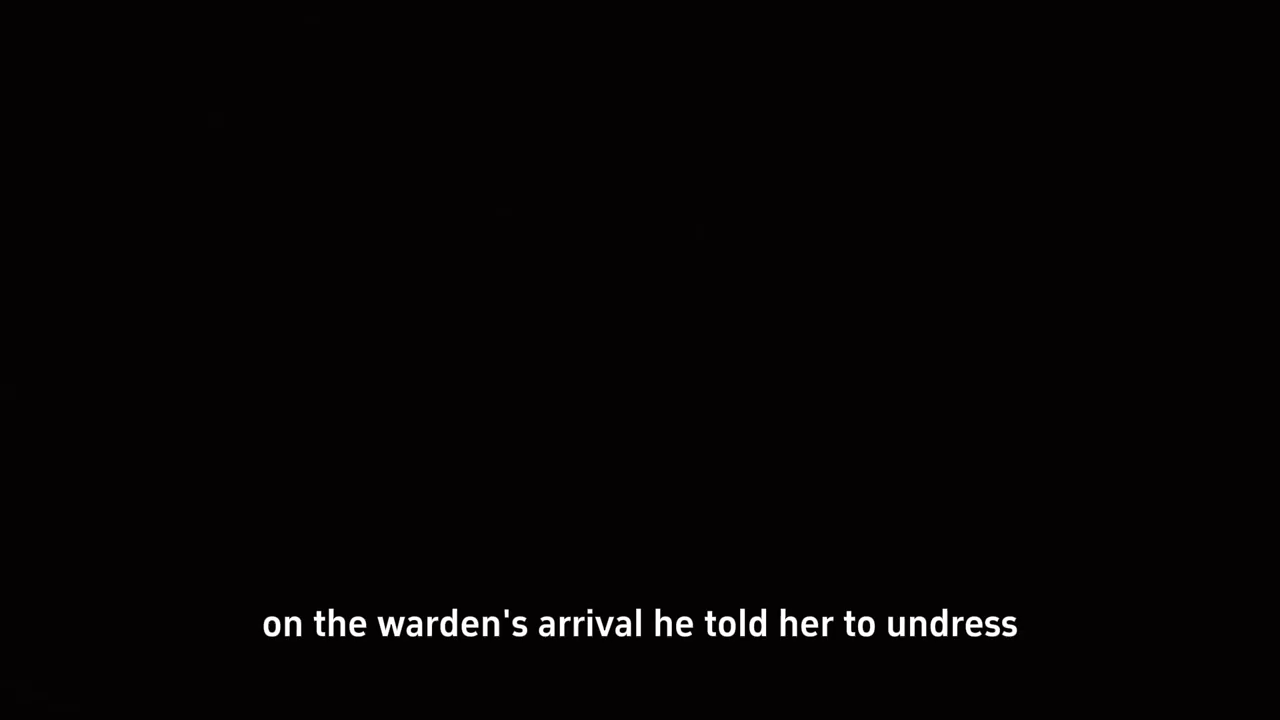 on the warden's arrival he told her to undress